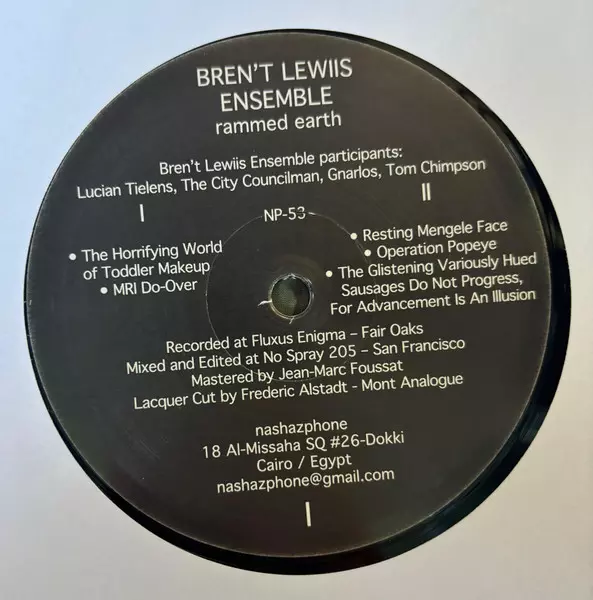 BREN'T LEWIIS
ENSEMBLE
rammed earth
Bren't Lewiis Ensemble participants:
Lucian Tielens, The City Councilman, Gnarlos, Tom Chimpson
I
II
NP-53
• The Horrifying World
of Toddler Makeup
• MRI Do-Over
• Resting Mengele Face
• Operation Popeye
• The Glistening Variously Hued
Sausages Do Not Progress,
For Advancement Is An Illusion
Recorded at Fluxus Enigma – Fair Oaks
Mixed and Edited at No Spray 205 – San Francisco
Mastered by Jean-Marc Foussat
Lacquer Cut by Frederic Alstadt - Mont Analogue
nashazphone
18 Al-Missaha SQ #26-Dokki
Cairo / Egypt
nashazphone@gmail.com
I